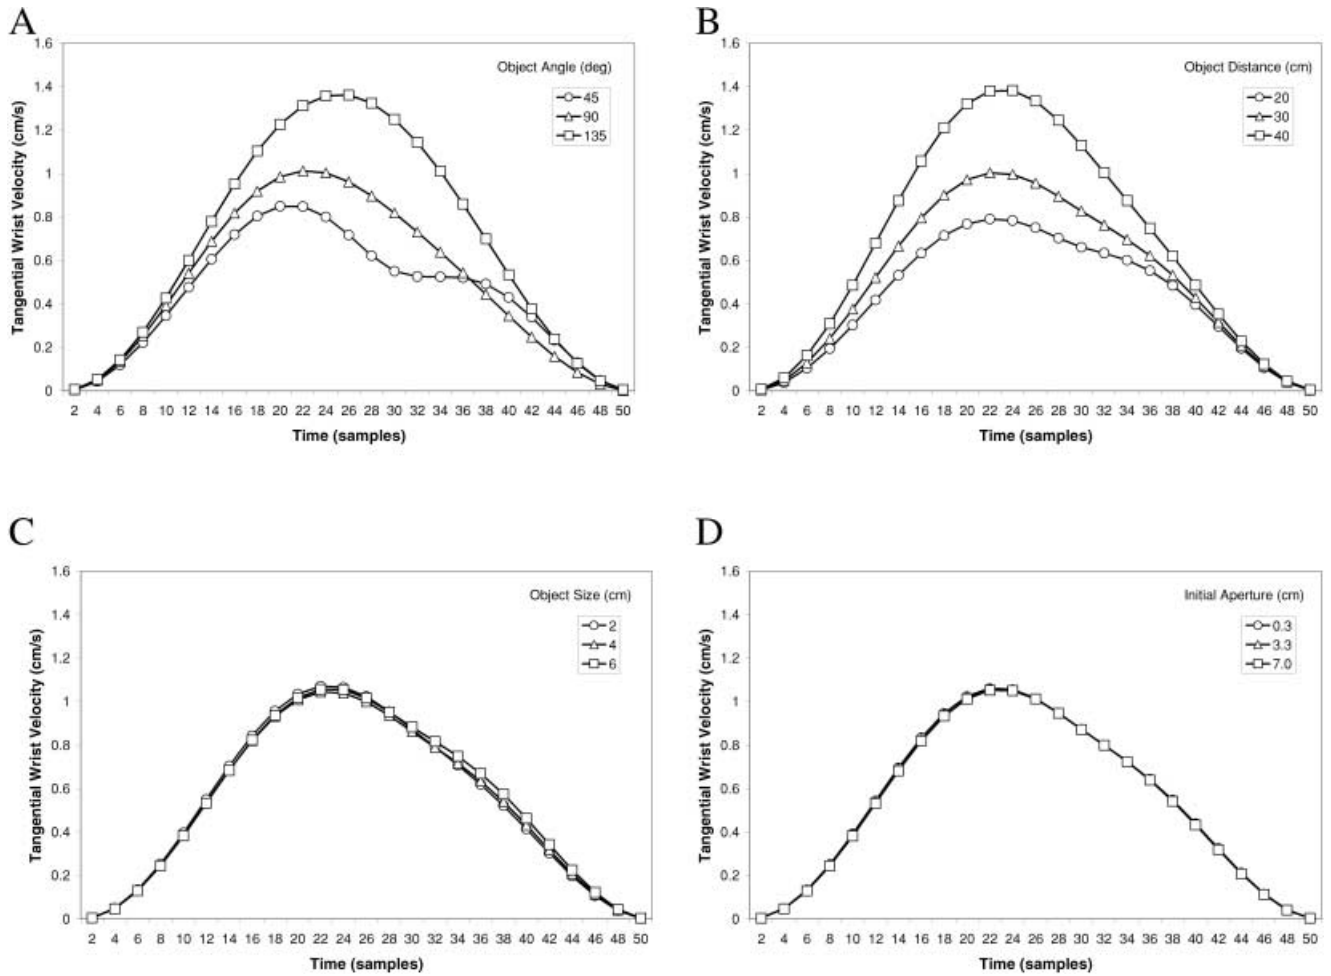 A
Object Angle (deg)
45
90
135
Tangential Wrist Velocity (cm/s)
1.6
1.4
1.2
1
0.8
0.6
0.4
0.2
0
2 4 6 8 10 12 14 16 18 20 22 24 26 28 30 32 34 36 38 40 42 44 46 48 50
Time (samples)
B
Object Distance (cm)
20
30
40
Tangential Wrist Velocity (cm/s)
1.6
1.4
1.2
1
0.8
0.6
0.4
0.2
0
2 4 6 8 10 12 14 16 18 20 22 24 26 28 30 32 34 36 38 40 42 44 46 48 50
Time (samples)
C
Object Size (cm)
2
4
6
Tangential Wrist Velocity (cm/s)
1.6
1.4
1.2
1
0.8
0.6
0.4
0.2
0
2 4 6 8 10 12 14 16 18 20 22 24 26 28 30 32 34 36 38 40 42 44 46 48 50
Time (samples)
D
Initial Aperture (cm)
0.3
3.3
7.0
Tangential Wrist Velocity (cm/s)
1.6
1.4
1.2
1
0.8
0.6
0.4
0.2
0
2 4 6 8 10 12 14 16 18 20 22 24 26 28 30 32 34 36 38 40 42 44 46 48 50
Time (samples)